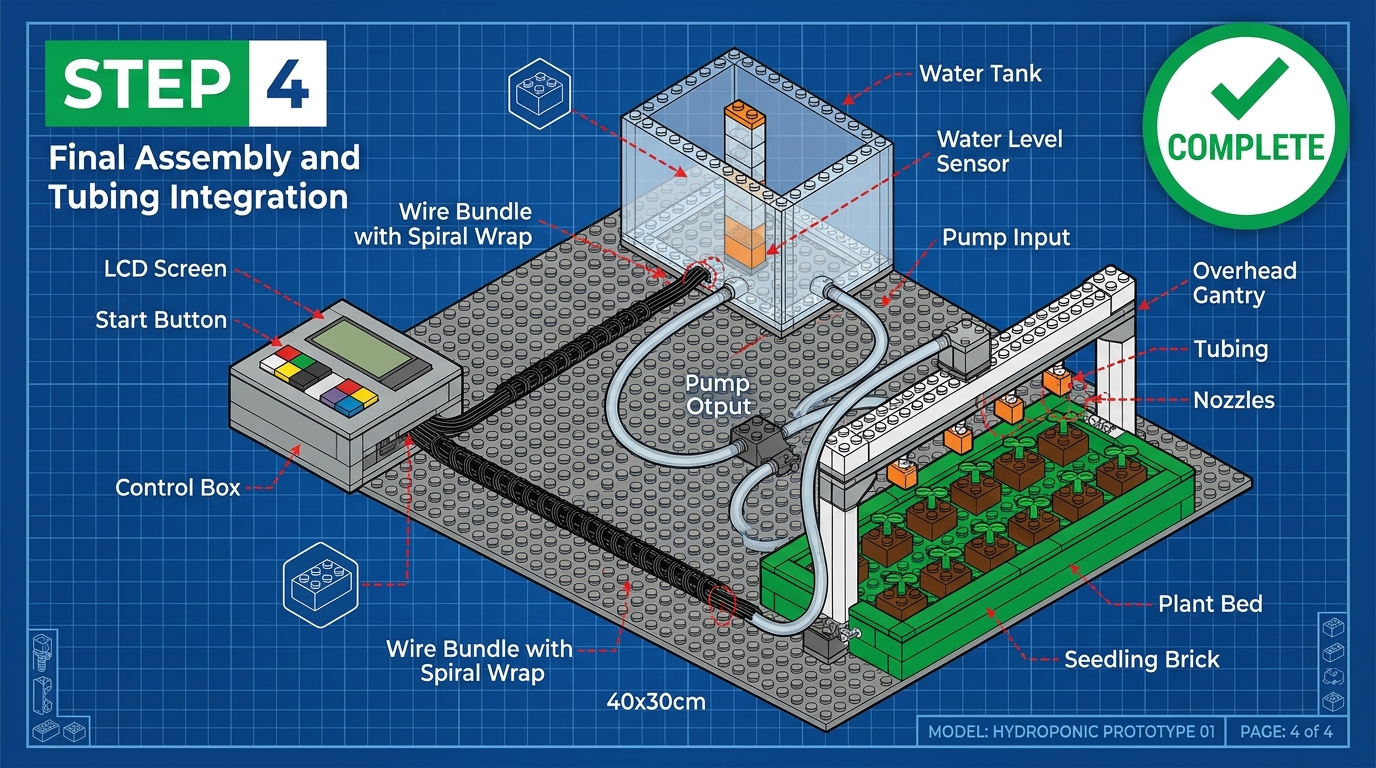 STEP 4
Final Assembly and
Tubing Integration
COMPLETE
Water Tank
Water Level
Sensor
Wire Bundle
with Spiral Wrap
Pump Input
LCD Screen
Overhead
Gantry
Start Button
Tubing
Pump
Otput
Nozzles
Control Box
Plant Bed
Wire Bundle with
Spiral Wrap
Seedling Brick
40x30cm
MODEL: HYDROPONIC PROTOTYPE 01
PAGE: 4 of 4